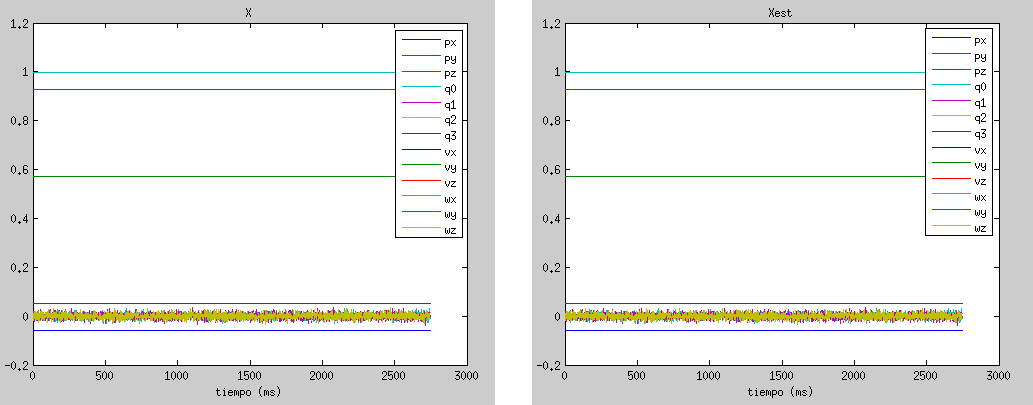 X
1.2
1
0.8
0.6
0.4
0.2
0
-0.2
0
500
1000
1500
2000
2500
3000
tiempo (ms)
px
py
pz
q0
q1
q2
q3
vx
vy
vz
wx
wy
wz
Xest
1.2
1
0.8
0.6
0.4
0.2
0
-0.2
0
500
1000
1500
2000
2500
3000
tiempo (ms)
px
py
pz
q0
q1
q2
q3
vx
vy
vz
wx
wy
wz